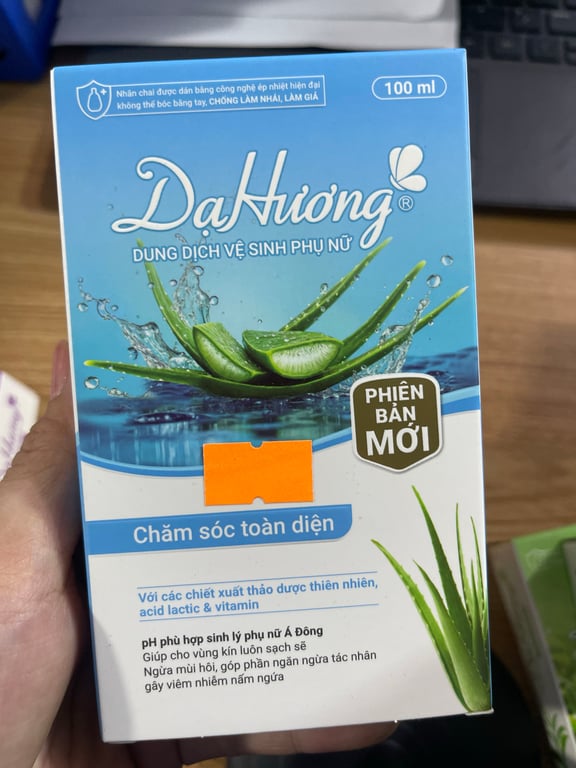 Nhãn chai được dán bằng công nghệ ép nhiệt hiện đại
không thể bóc bằng tay, CHỐNG LÀM NHÁI, LÀM GIẢ
100 ml
Dạ Hương®
DUNG DỊCH VỆ SINH PHỤ NỮ
PHIÊN
BẢN
MỚI
Chăm sóc toàn diện
Với các chiết xuất thảo dược thiên nhiên,
acid lactic & vitamin
pH phù hợp sinh lý phụ nữ Á Đông
Giúp cho vùng kín luôn sạch sẽ
Ngừa mùi hôi, góp phần ngăn ngừa tác nhân
gây viêm nhiễm nấm ngứa